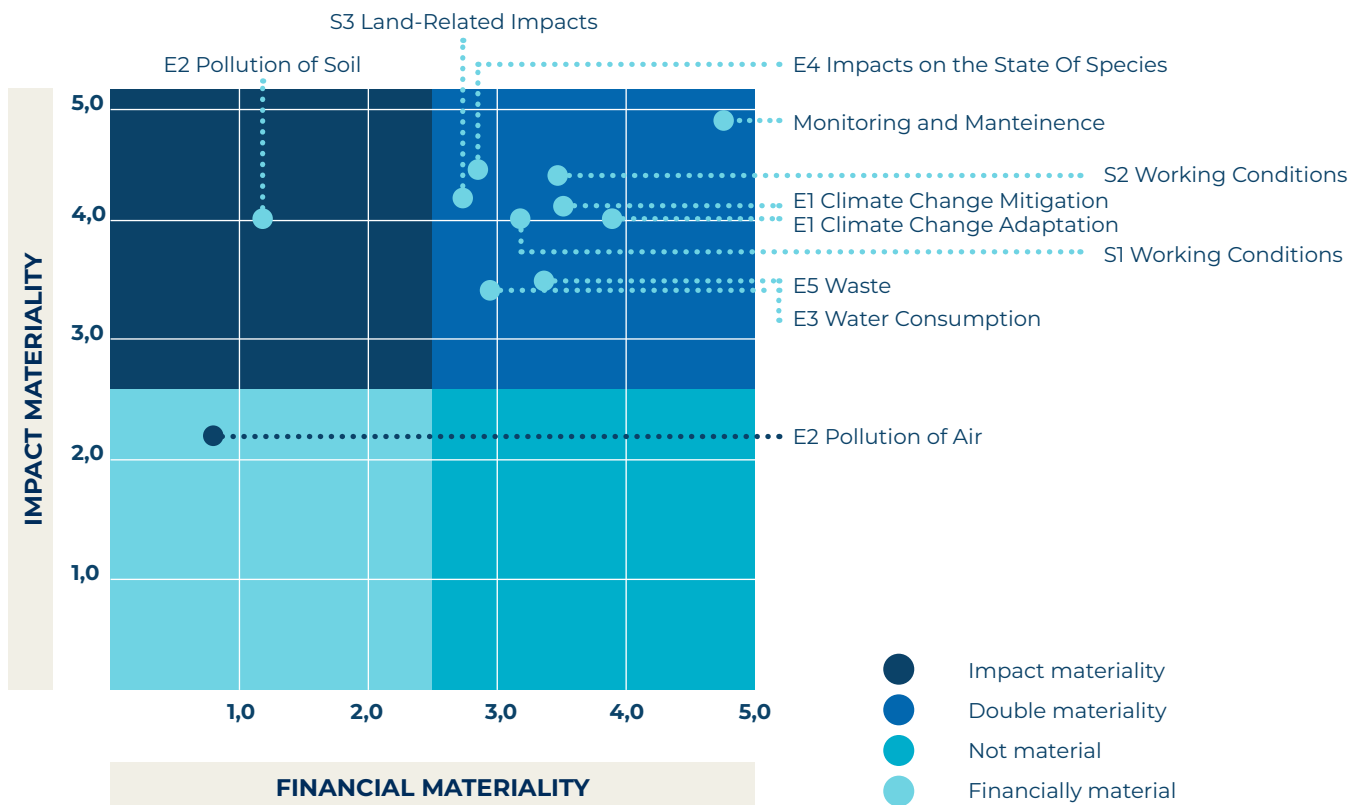 S3 Land-Related Impacts
E2 Pollution of Soil
E4 Impacts on the State Of Species
Monitoring and Manteinence
S2 Working Conditions
E1 Climate Change Mitigation
E1 Climate Change Adaptation
S1 Working Conditions
E5 Waste
E3 Water Consumption
E2 Pollution of Air
IMPACT MATERIALITY
5,0
4,0
3,0
2,0
1,0
1,0
2,0
3,0
4,0
5,0
FINANCIAL MATERIALITY
Impact materiality
Double materiality
Not material
Financially material